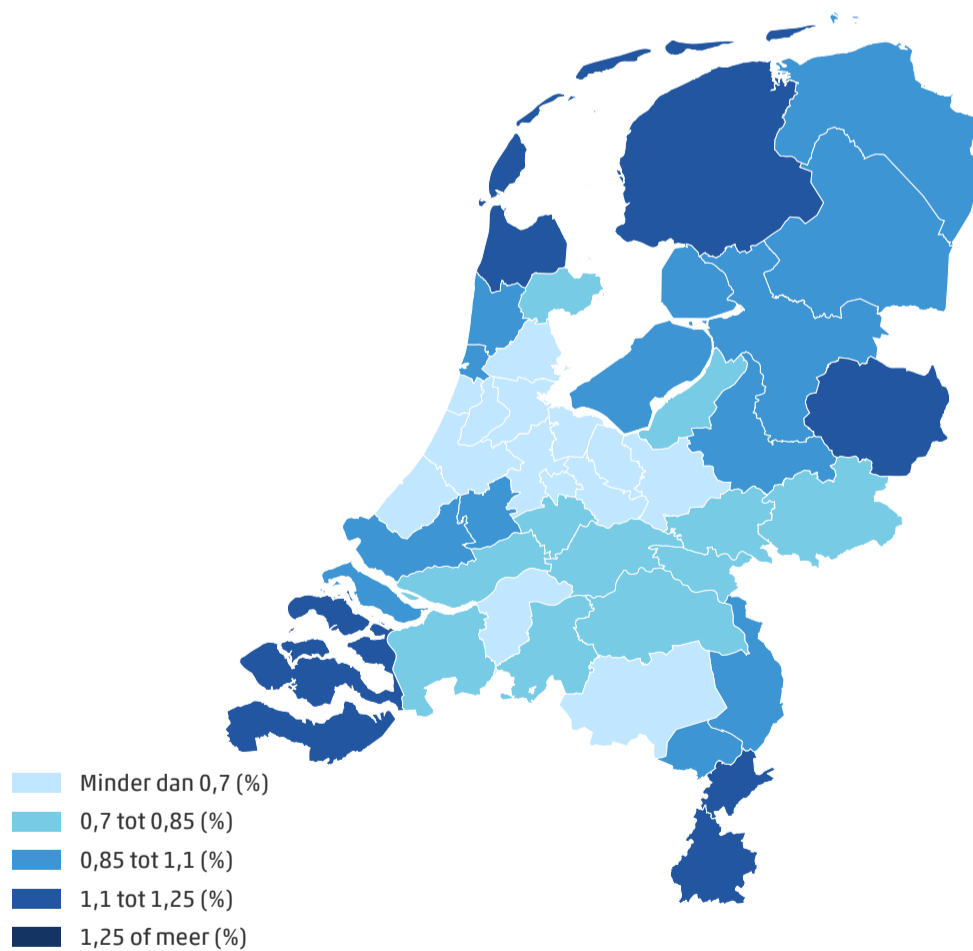 Minder dan 0,7 (%)
0,7 tot 0,85 (%)
0,85 tot 1,1 (%)
1,1 tot 1,25 (%)
1,25 of meer (%)